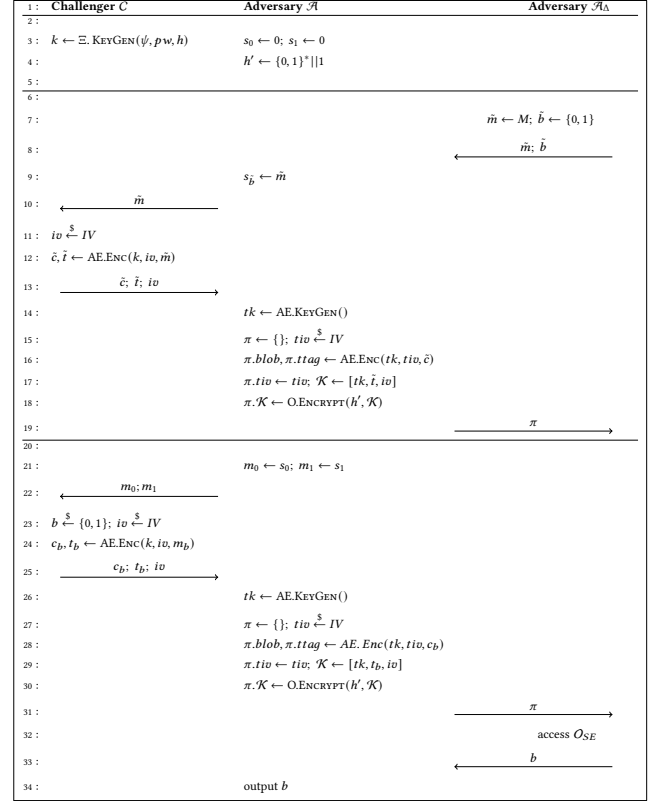 1 : Challenger 𝒞 Adversary 𝒜 Adversary 𝒜Δ
2 :
3 : k ← Ξ. KeyGen(ψ, pw, h) s₀ ← 0; s₁ ← 0
4 : h′ ← {0, 1}*||1
5 :
6 :
7 : m̃ ← M; b̃ ← {0, 1}
8 : m̃; b̃
9 : s_b̃ ← m̃
10 : m̃
11 : iv ←$ IV
12 : c̃, t̃ ← AE.Enc(k, iv, m̃)
13 : c̃; t̃; iv
14 : tk ← AE.KeyGen()
15 : π ← {}; tiv ←$ IV
16 : π.blob, π.ttag ← AE.Enc(tk, tiv, c̃)
17 : π.tiv ← tiv; 𝒦 ← [tk, t̃, iv]
18 : π.𝒦 ← O.Encrypt(h′, 𝒦)
19 : π
20 :
21 : m₀ ← s₀; m₁ ← s₁
22 : m₀; m₁
23 : b ←$ {0, 1}; iv ←$ IV
24 : c_b, t_b ← AE.Enc(k, iv, m_b)
25 : c_b; t_b; iv
26 : tk ← AE.KeyGen()
27 : π ← {}; tiv ←$ IV
28 : π.blob, π.ttag ← AE. Enc(tk, tiv, c_b)
29 : π.tiv ← tiv; 𝒦 ← [tk, t_b, iv]
30 : π.𝒦 ← O.Encrypt(h′, 𝒦)
31 : π
32 : access 𝒪_SE
33 : b
34 : output b